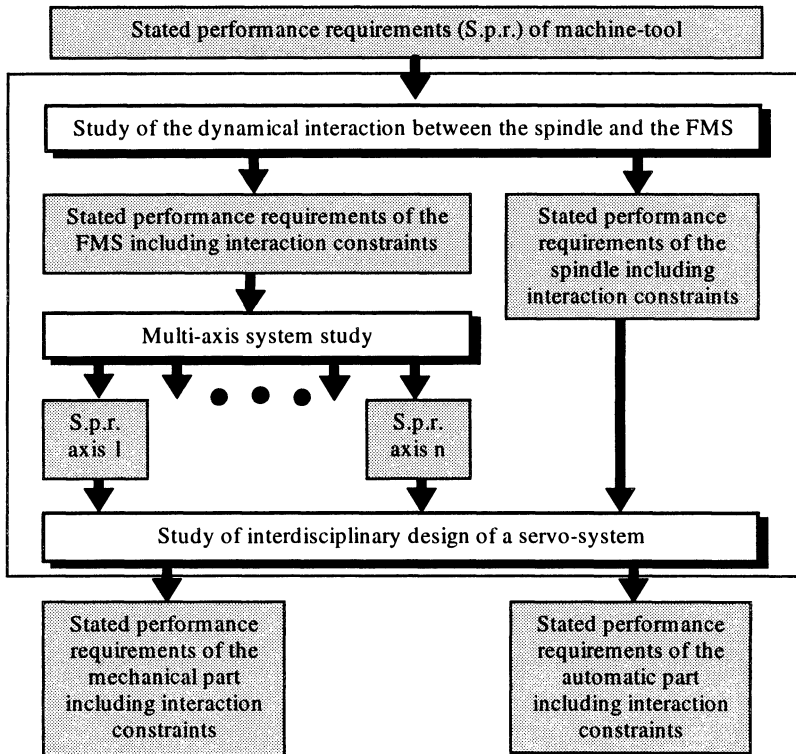 Stated performance requirements (S.p.r.) of machine-tool
Study of the dynamical interaction between the spindle and the FMS
Stated performance requirements of the
FMS including interaction constraints
Stated performance
requirements of the
spindle including
interaction constraints
Multi-axis system study
S.p.r.
axis 1
S.p.r.
axis n
Study of interdisciplinary design of a servo-system
Stated performance
requirements of the
mechanical part
including interaction
constraints
Stated performance
requirements of the
automatic part
including interaction
constraints